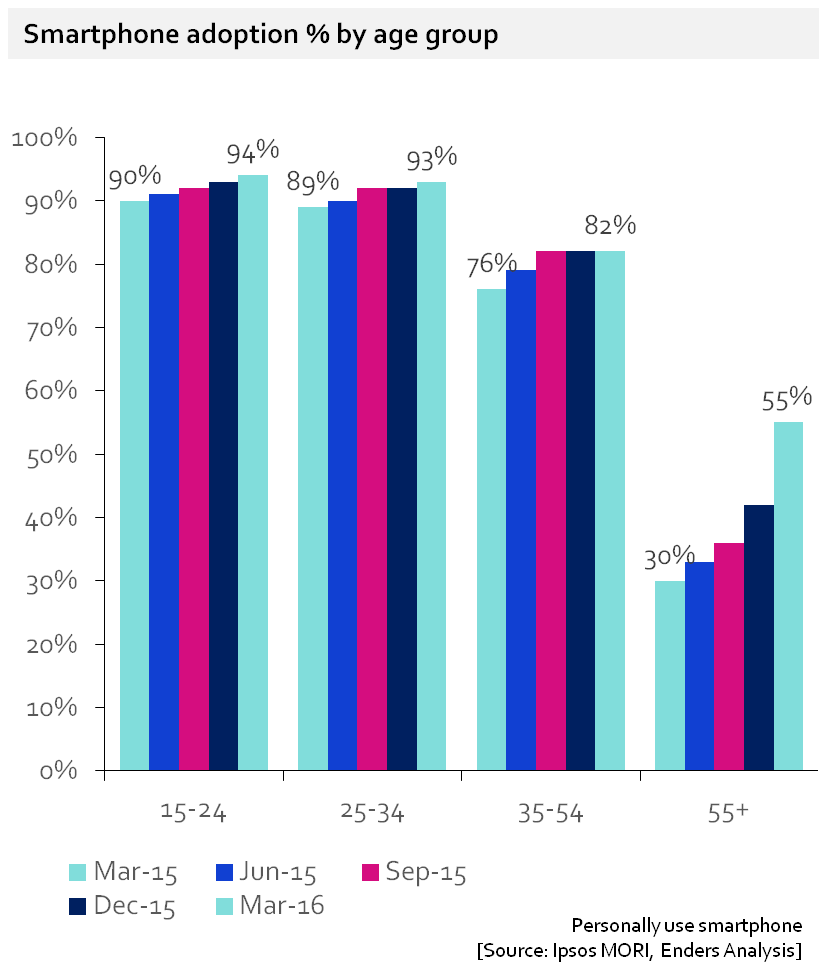 Smartphone adoption % by age group
100%
90%
80%
70%
60%
50%
40%
30%
20%
10%
0%
90%
94%
89%
93%
76%
82%
30%
55%
15-24
25-34
35-54
55+
Mar-15
Jun-15
Sep-15
Dec-15
Mar-16
Personally use smartphone
[Source: Ipsos MORI, Enders Analysis]